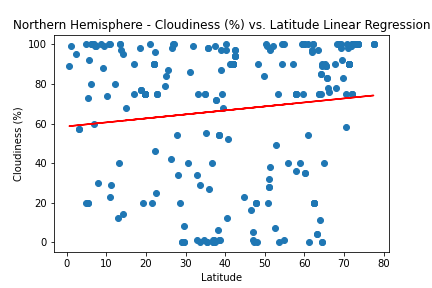 Northern Hemisphere - Cloudiness (%) vs. Latitude Linear Regression
100
80
60
40
20
0
Cloudiness (%)
0 10 20 30 40 50 60 70 80
Latitude